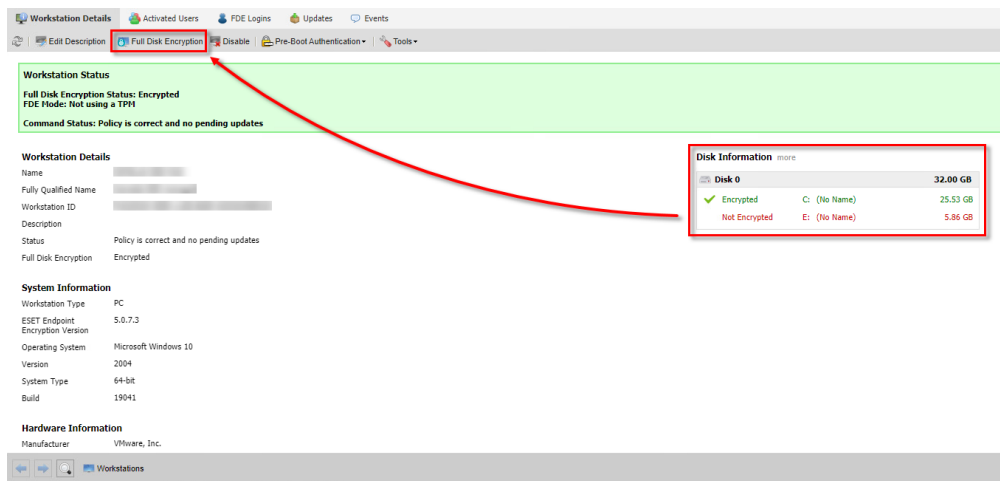 Workstation Details Activated Users FDE Logins Updates Events
Edit Description Full Disk Encryption Disable Pre-Boot Authentication Tools
Workstation Status
Full Disk Encryption Status: Encrypted
FDE Mode: Not using a TPM
Command Status: Policy is correct and no pending updates
Workstation Details
Disk Information more
Name
Disk 0 32.00 GB
Fully Qualified Name
Encrypted C: (No Name) 25.53 GB
Workstation ID
Not Encrypted E: (No Name) 5.86 GB
Description
Status Policy is correct and no pending updates
Full Disk Encryption Encrypted
System Information
Workstation Type PC
ESET Endpoint 5.0.7.3
Encryption Version
Operating System Microsoft Windows 10
Version 2004
System Type 64-bit
Build 19041
Hardware Information
Manufacturer VMware, Inc.
Workstations